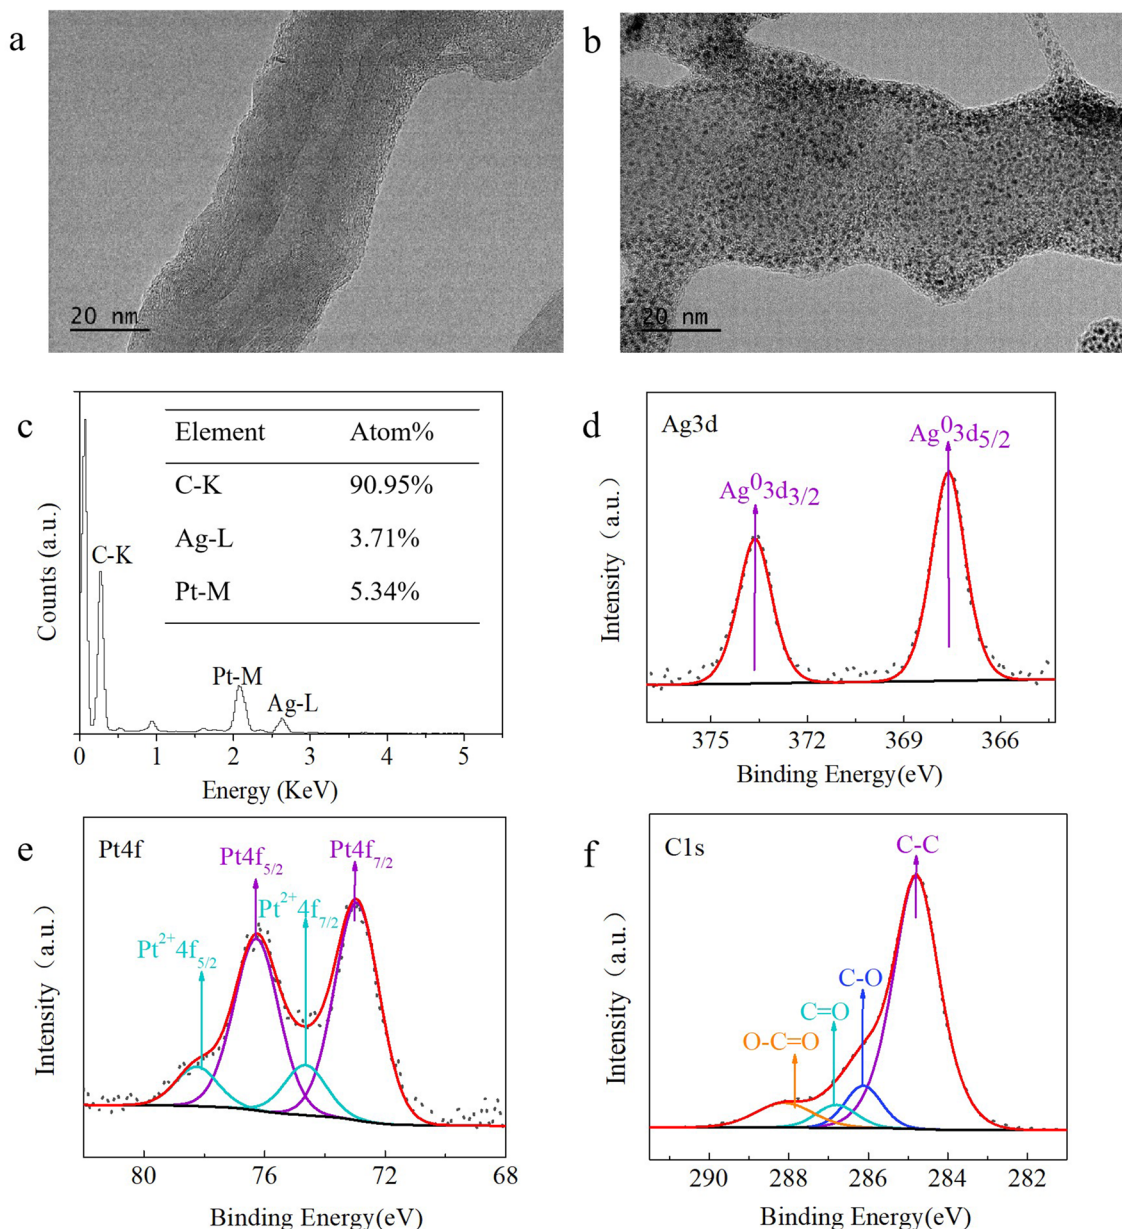 a
20 nm
b
20 nm
c
Element Atom%
C-K 90.95%
Ag-L 3.71%
Pt-M 5.34%
C-K
Pt-M
Ag-L
Counts (a.u.)
0 1 2 3 4 5
Energy (KeV)
d
Ag3d
Ag⁰3d3/2
Ag⁰3d5/2
Intensity（a.u.）
375 372 369 366
Binding Energy(eV)
e
Pt4f
Pt4f5/2
Pt4f7/2
Pt²⁺4f7/2
Pt²⁺4f5/2
Intensity（a.u.）
80 76 72 68
Binding Energy(eV)
f
C1s
C-C
C-O
C=O
O-C=O
Intensity（a.u.）
290 288 286 284 282
Binding Energy(eV)